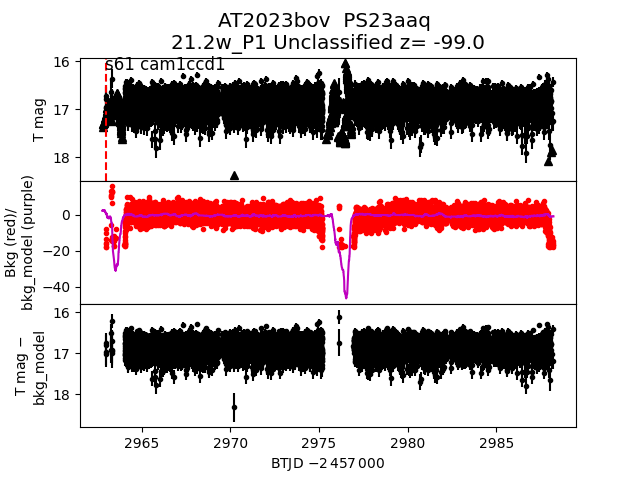 AT2023bov  PS23aaq
21.2w_P1 Unclassified z= -99.0
s61 cam1ccd1
16
17
18
T mag
0
−20
−40
Bkg (red)/
bkg_model (purple)
16
17
18
T mag −
bkg_model
2965
2970
2975
2980
2985
BTJD −2 457 000